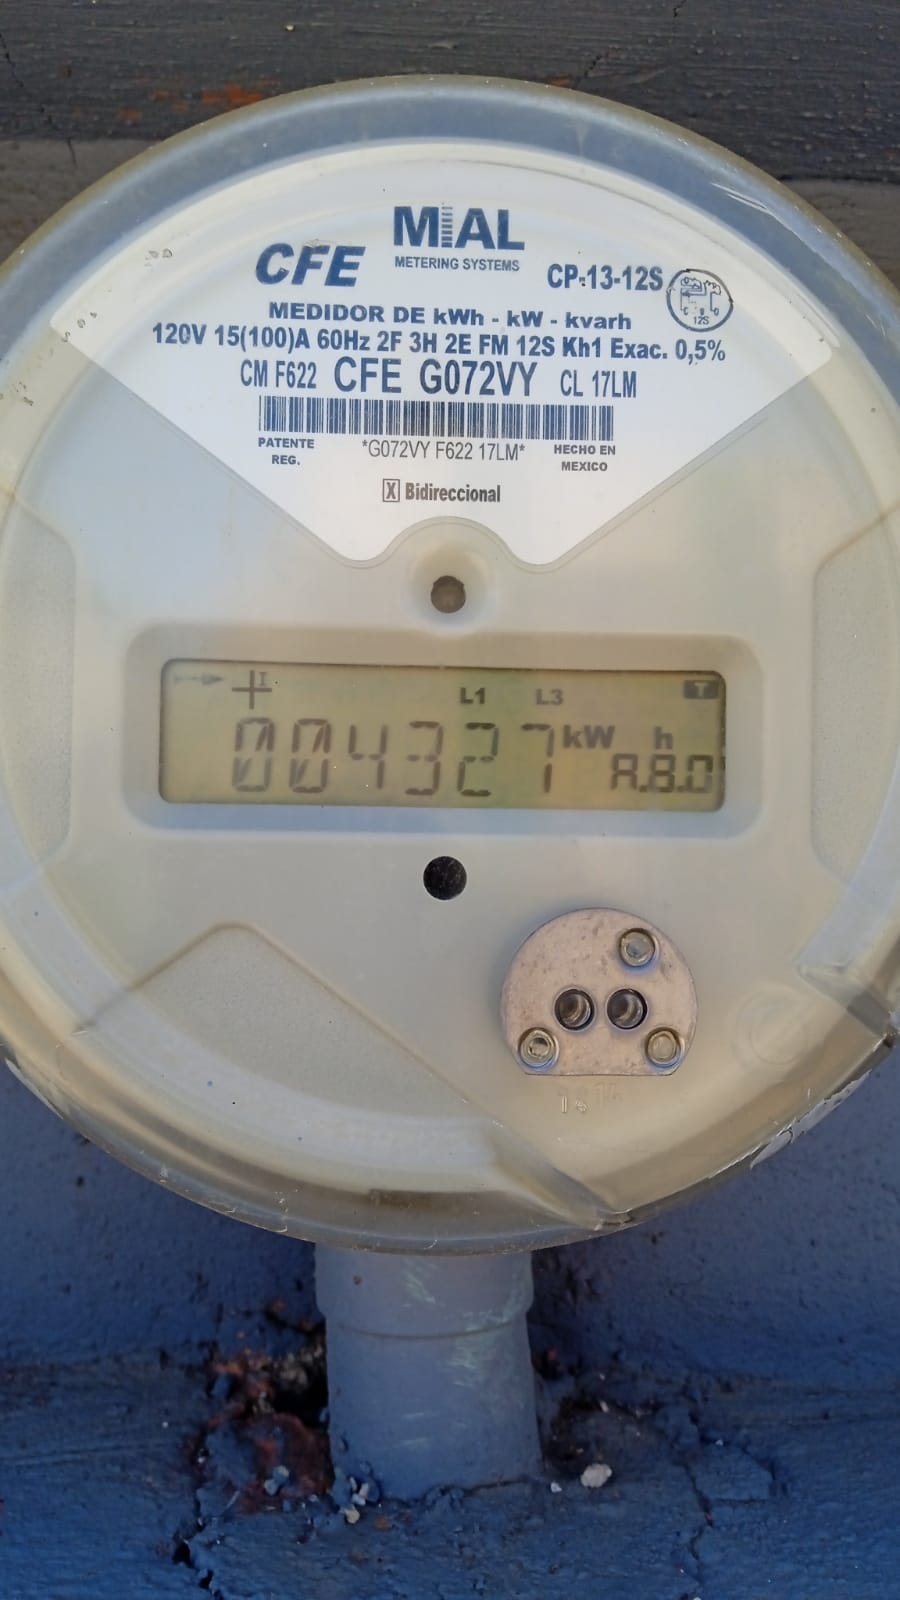 MIAL
METERING SYSTEMS
CFE
CP-13-12S
12S
MEDIDOR DE kWh - kW - kvarh
120V 15(100)A 60Hz 2F 3H 2E FM 12S Kh1 Exac. 0,5%
CM F622 CFE G072VY CL 17LM
PATENTE REG.
*G072VY F622 17LM*
HECHO EN MEXICO
X Bidireccional
L1 L3 T
004327 kW h
A.8.0